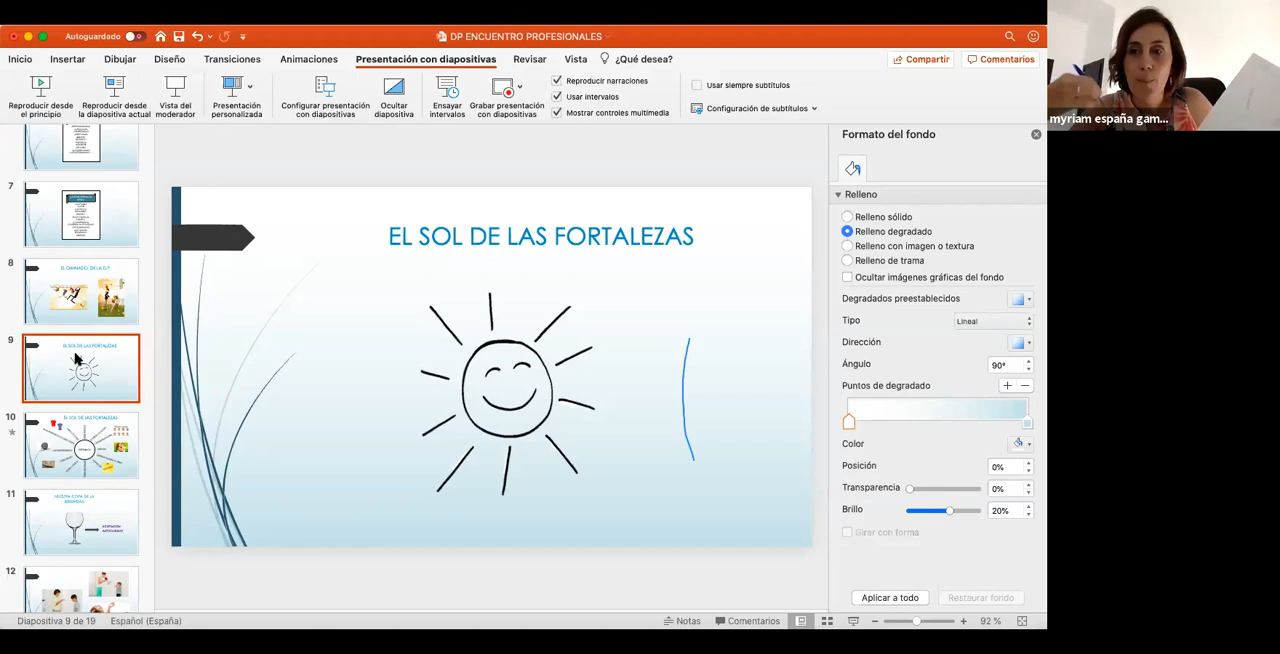 Autoguardado
DP ENCUENTRO PROFESIONALES
Inicio Insertar Dibujar Diseño Transiciones Animaciones Presentación con diapositivas Revisar Vista ¿Qué desea?
Compartir Comentarios
Reproducir desde el principio
Reproducir desde la diapositiva actual
Vista del moderador
Presentación personalizada
Configurar presentación con diapositivas
Ocultar diapositiva
Ensayar intervalos
Grabar presentación con diapositivas
Reproducir narraciones
Usar intervalos
Mostrar controles multimedia
Usar siempre subtítulos
Configuración de subtítulos
myriam españa gam...
7
8
9
EL SOL DE LAS FORTALEZAS
10
EL SOL DE LAS FORTALEZAS
11
12
EL SOL DE LAS FORTALEZAS
Formato del fondo
Relleno
Relleno sólido
Relleno degradado
Relleno con imagen o textura
Relleno de trama
Ocultar imágenes gráficas del fondo
Degradados preestablecidos
Tipo Lineal
Dirección
Ángulo 90°
Puntos de degradado
Color
Posición 0%
Transparencia 0%
Brillo 20%
Girar con forma
Aplicar a todo Restaurar fondo
Diapositiva 9 de 19 Español (España) Notas Comentarios 92 %